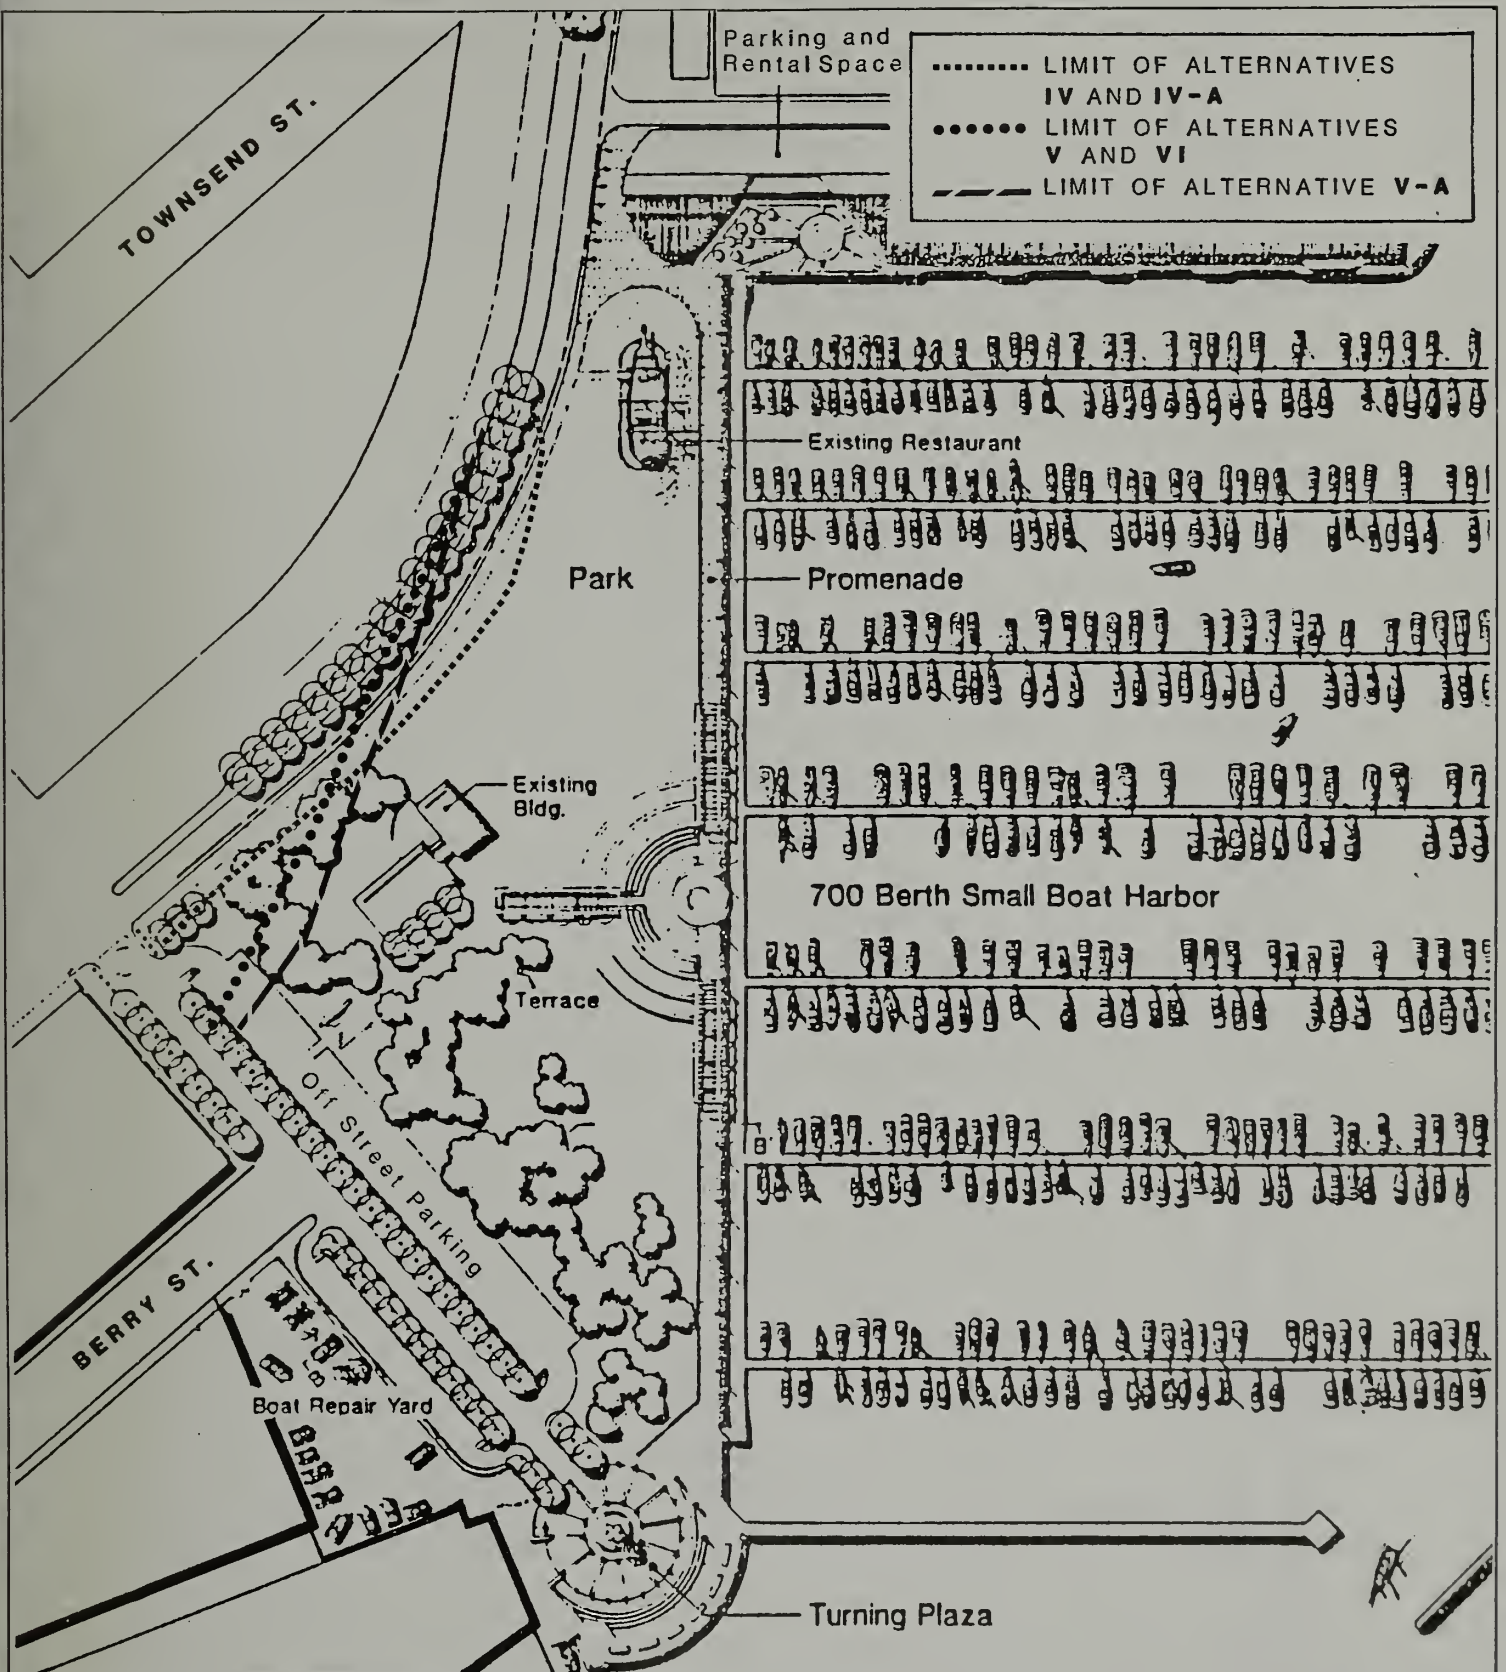 Parking and
Rental Space
LIMIT OF ALTERNATIVES
IV AND IV-A
LIMIT OF ALTERNATIVES
V AND VI
LIMIT OF ALTERNATIVE V-A
TOWNSEND ST.
Existing Restaurant
Park
Promenade
Existing
Bldg.
700 Berth Small Boat Harbor
Terrace
Off Street Parking
BERRY ST.
Boat Repair Yard
Turning Plaza